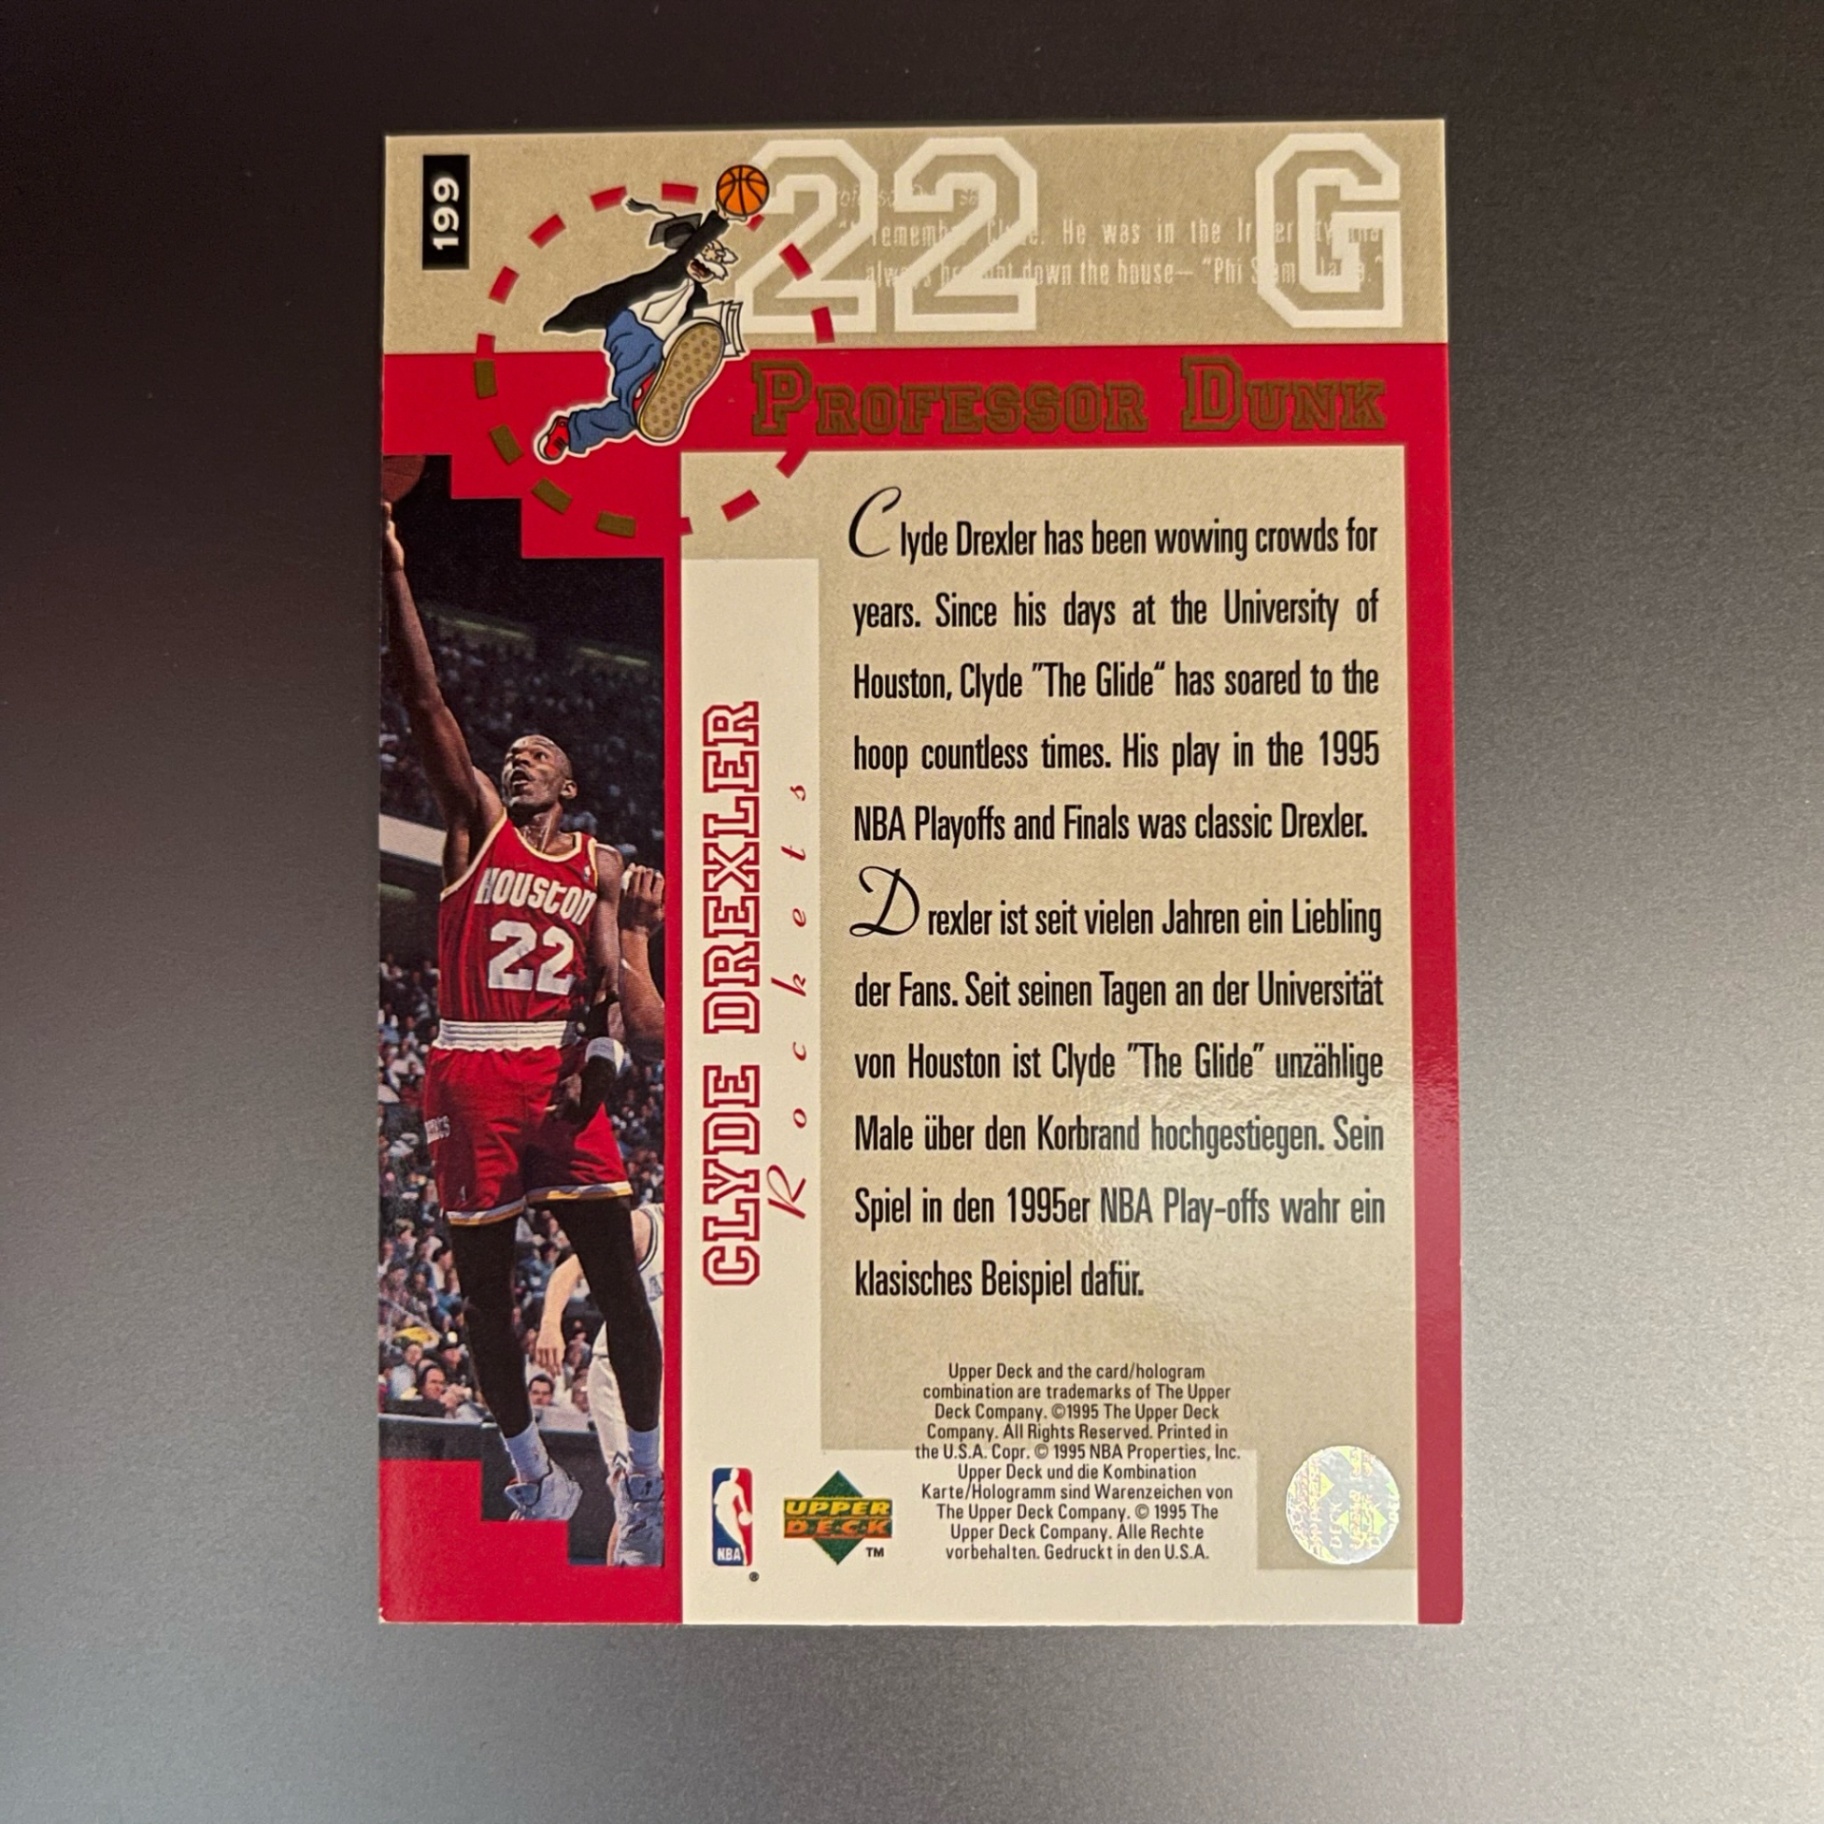 199
22 G
Professor Dunk
remember Clyde. He was in the
down the house— "Phi
PROFESSOR DUNK
Clyde Drexler has been wowing crowds for
years. Since his days at the University of
Houston, Clyde "The Glide“ has soared to the
hoop countless times. His play in the 1995
NBA Playoffs and Finals was classic Drexler.
Drexler ist seit vielen Jahren ein Liebling
der Fans. Seit seinen Tagen an der Universität
von Houston ist Clyde "The Glide" unzählige
Male über den Korbrand hochgestiegen. Sein
Spiel in den 1995er NBA Play-offs wahr ein
klasisches Beispiel dafür.
CLYDE DREXLER
Rockets
HOUSTON
22
Upper Deck and the card/hologram
combination are trademarks of The Upper
Deck Company. ©1995 The Upper Deck
Company. All Rights Reserved. Printed in
the U.S.A. Copr. © 1995 NBA Properties, Inc.
Upper Deck und die Kombination
Karte/Hologramm sind Warenzeichen von
The Upper Deck Company. © 1995 The
Upper Deck Company. Alle Rechte
vorbehalten. Gedruckt in den U.S.A.
NBA ®
UPPER
DECK
TM
UPPER
DECK